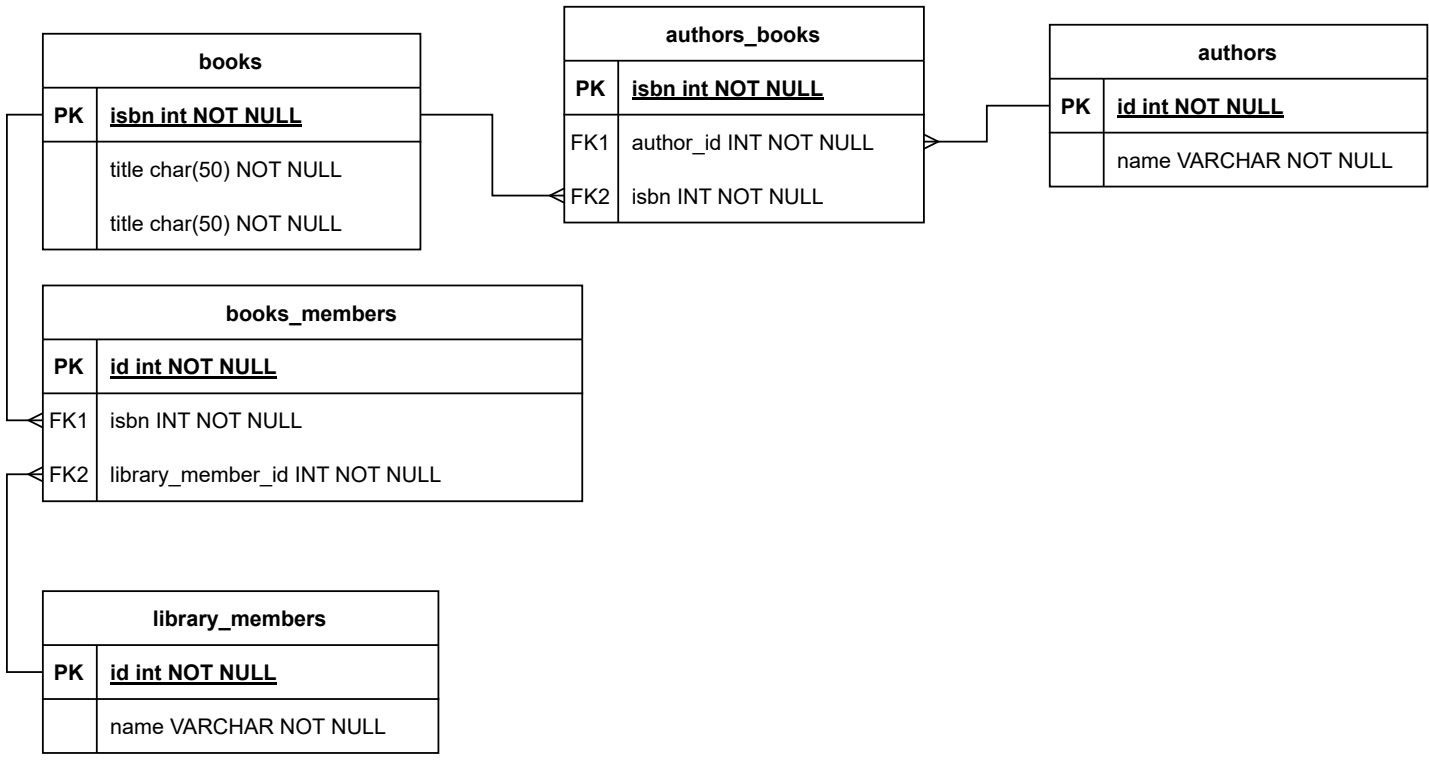 books
PK isbn int NOT NULL
title char(50) NOT NULL
title char(50) NOT NULL
authors_books
PK isbn int NOT NULL
FK1 author_id INT NOT NULL
FK2 isbn INT NOT NULL
authors
PK id int NOT NULL
name VARCHAR NOT NULL
books_members
PK id int NOT NULL
FK1 isbn INT NOT NULL
FK2 library_member_id INT NOT NULL
library_members
PK id int NOT NULL
name VARCHAR NOT NULL